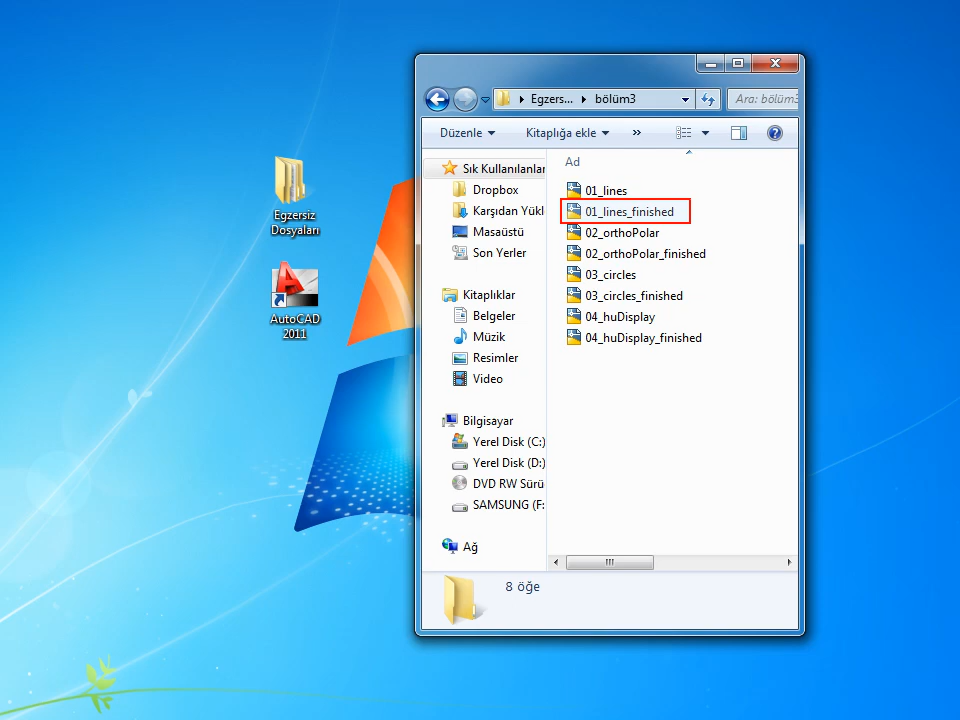 Egzers... bölüm3 Ara: bölüm3
Düzenle Kitaplığa ekle »
Sık Kullanılanlar
Dropbox
Karşıdan Yükl
Masaüstü
Son Yerler
Kitaplıklar
Belgeler
Müzik
Resimler
Video
Bilgisayar
Yerel Disk (C:)
Yerel Disk (D:)
DVD RW Sürü
SAMSUNG (F:
Ağ
Ad
01_lines
01_lines_finished
02_orthoPolar
02_orthoPolar_finished
03_circles
03_circles_finished
04_huDisplay
04_huDisplay_finished
8 öğe
Egzersiz
Dosyaları
AutoCAD
2011